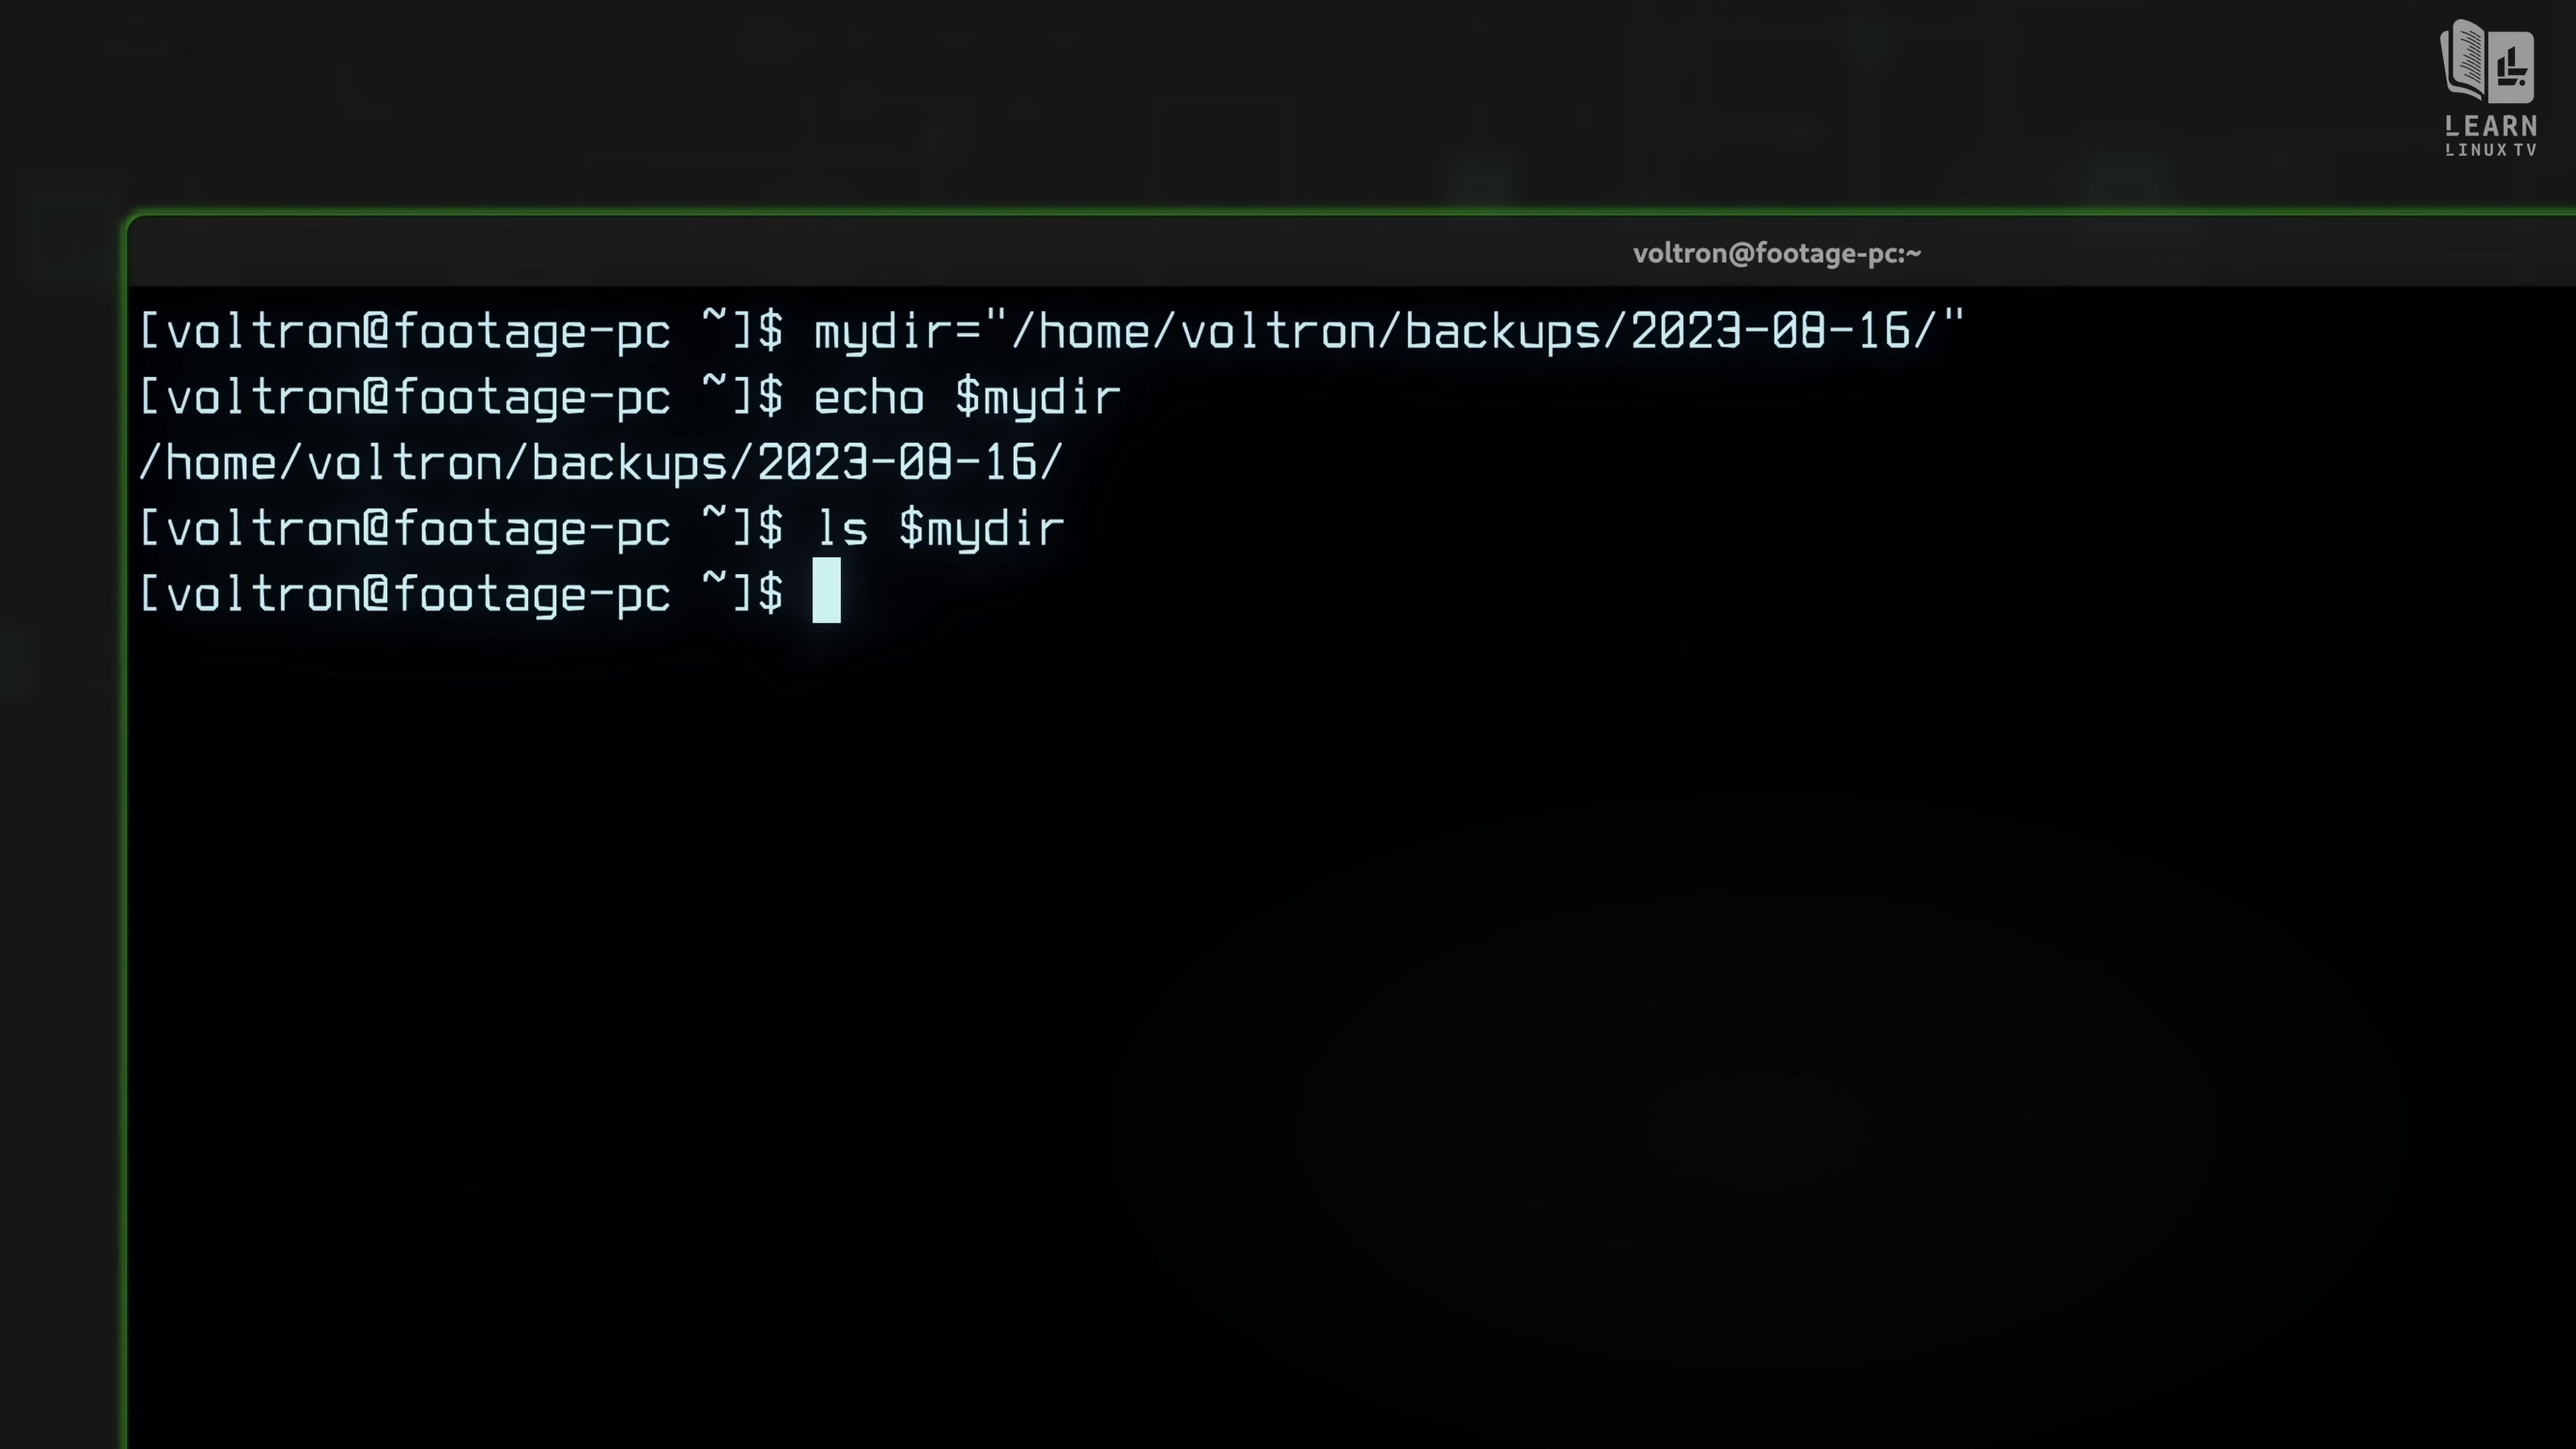 LEARN
LINUX TV
voltron@footage-pc:~
[voltron@footage-pc ~]$ mydir="/home/voltron/backups/2023-08-16/"
[voltron@footage-pc ~]$ echo $mydir
/home/voltron/backups/2023-08-16/
[voltron@footage-pc ~]$ ls $mydir
[voltron@footage-pc ~]$